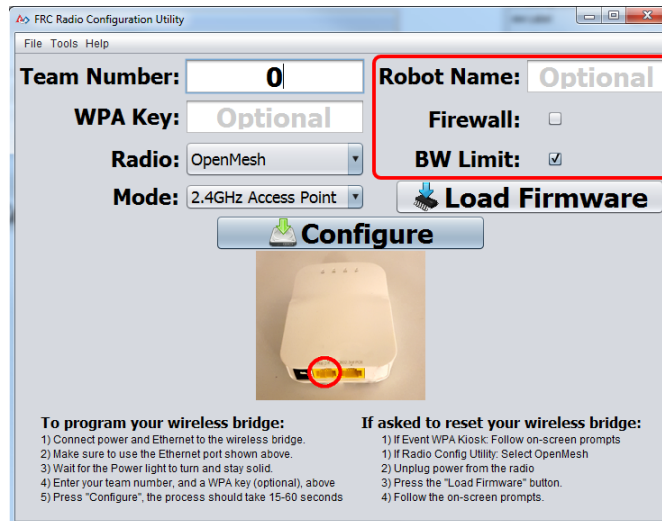 FRC Radio Configuration Utility
File Tools Help
Team Number: 0
Robot Name: Optional
WPA Key: Optional
Firewall:
Radio: OpenMesh
BW Limit:
Mode: 2.4GHz Access Point
Load Firmware
Configure
To program your wireless bridge:
1) Connect power and Ethernet to the wireless bridge.
2) Make sure to use the Ethernet port shown above.
3) Wait for the Power light to turn and stay solid.
4) Enter your team number, and a WPA key (optional), above
5) Press "Configure", the process should take 15-60 seconds
If asked to reset your wireless bridge:
1) If Event WPA Kiosk: Follow on-screen prompts
1) If Radio Config Utility: Select OpenMesh
2) Unplug power from the radio
3) Press the "Load Firmware" button.
4) Follow the on-screen prompts.